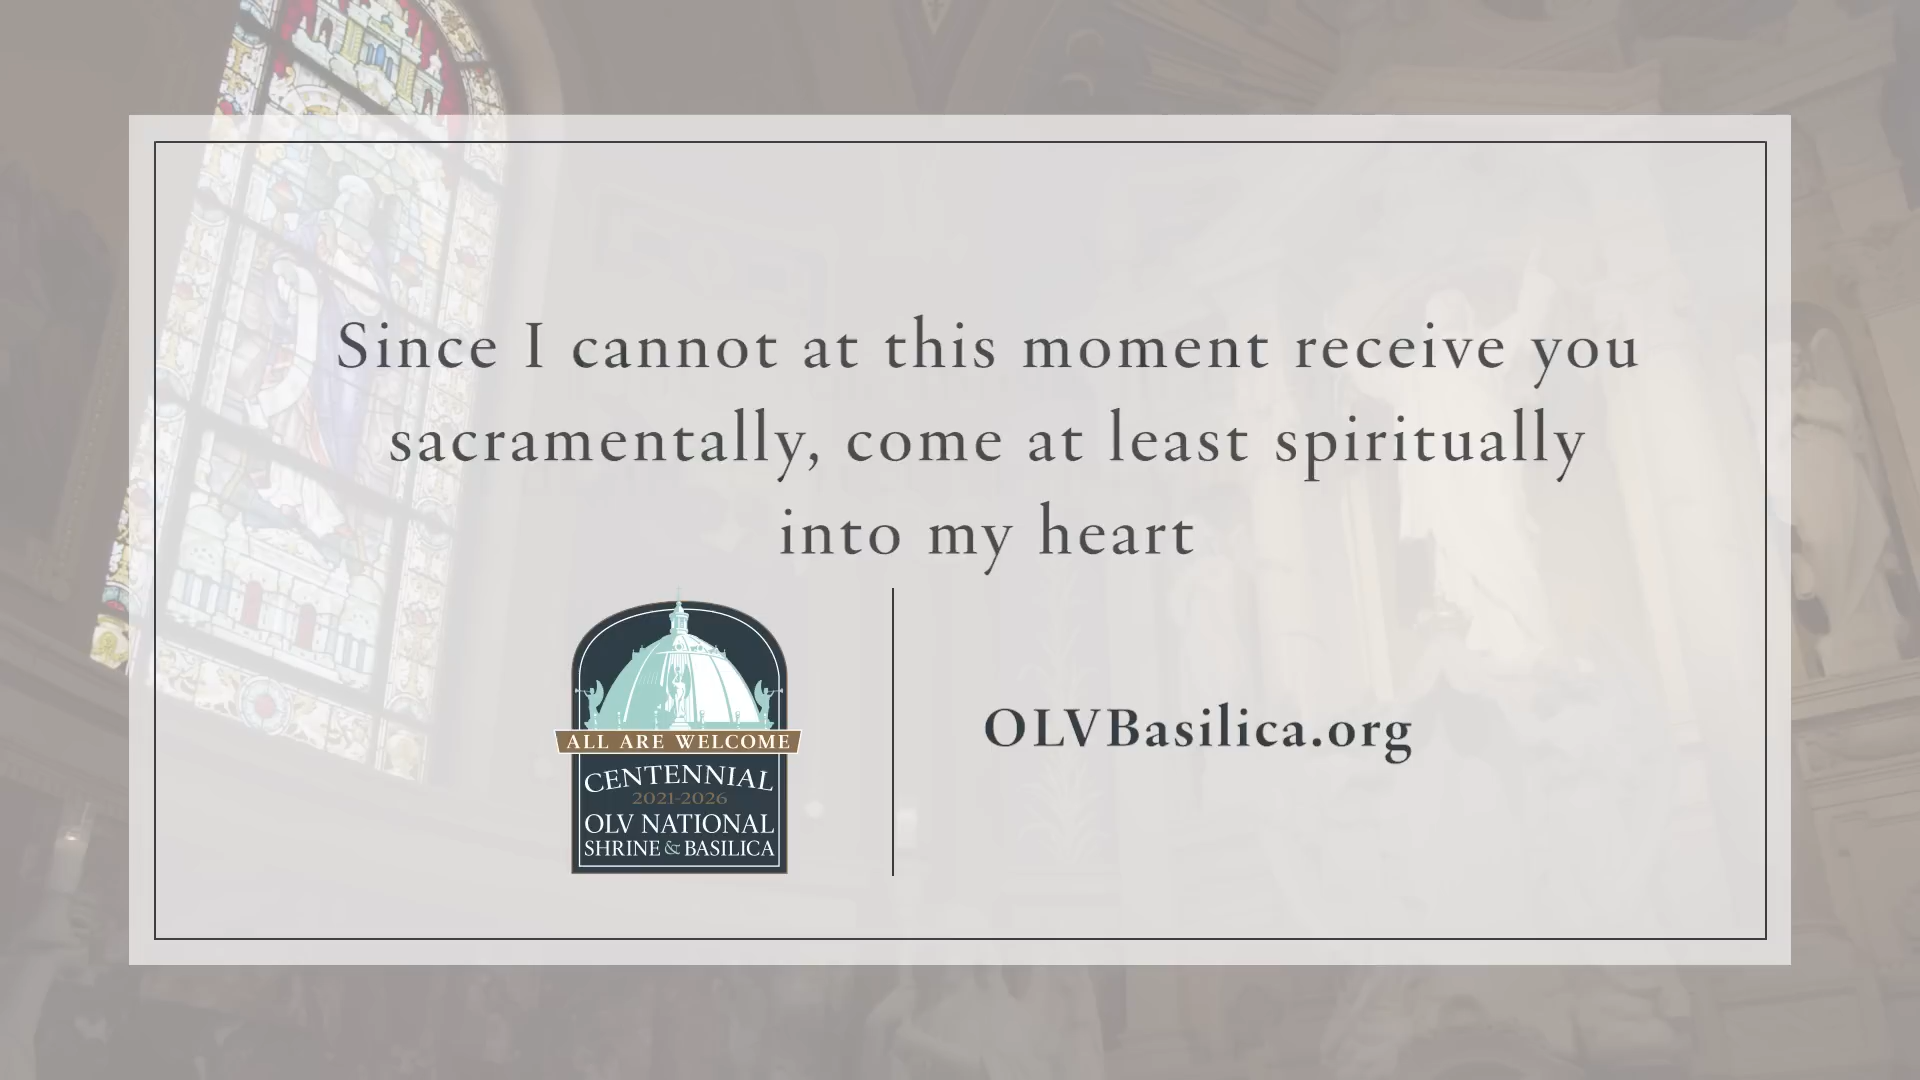 Since I cannot at this moment receive you
sacramentally, come at least spiritually
into my heart
ALL ARE WELCOME
CENTENNIAL
2021-2026
OLV NATIONAL
SHRINE & BASILICA
OLVBasilica.org